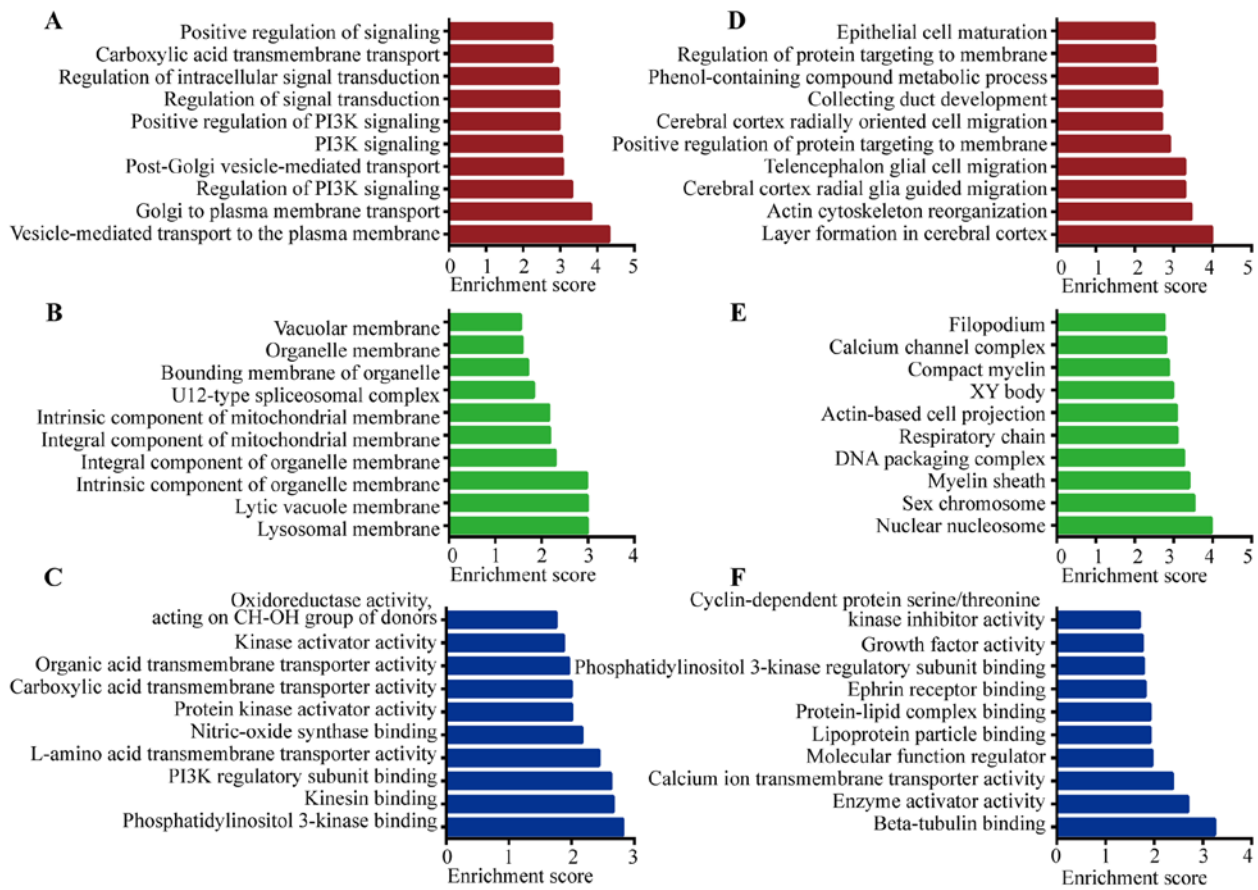 A
Positive regulation of signaling
Carboxylic acid transmembrane transport
Regulation of intracellular signal transduction
Regulation of signal transduction
Positive regulation of PI3K signaling
PI3K signaling
Post-Golgi vesicle-mediated transport
Regulation of PI3K signaling
Golgi to plasma membrane transport
Vesicle-mediated transport to the plasma membrane
0 1 2 3 4 5
Enrichment score
D
Epithelial cell maturation
Regulation of protein targeting to membrane
Phenol-containing compound metabolic process
Collecting duct development
Cerebral cortex radially oriented cell migration
Positive regulation of protein targeting to membrane
Telencephalon glial cell migration
Cerebral cortex radial glia guided migration
Actin cytoskeleton reorganization
Layer formation in cerebral cortex
0 1 2 3 4 5
Enrichment score
B
Vacuolar membrane
Organelle membrane
Bounding membrane of organelle
U12-type spliceosomal complex
Intrinsic component of mitochondrial membrane
Integral component of mitochondrial membrane
Integral component of organelle membrane
Intrinsic component of organelle membrane
Lytic vacuole membrane
Lysosomal membrane
0 1 2 3 4
Enrichment score
E
Filopodium
Calcium channel complex
Compact myelin
XY body
Actin-based cell projection
Respiratory chain
DNA packaging complex
Myelin sheath
Sex chromosome
Nuclear nucleosome
0 1 2 3 4 5
Enrichment score
C
Oxidoreductase activity,
acting on CH-OH group of donors
Kinase activator activity
Organic acid transmembrane transporter activity
Carboxylic acid transmembrane transporter activity
Protein kinase activator activity
Nitric-oxide synthase binding
L-amino acid transmembrane transporter activity
PI3K regulatory subunit binding
Kinesin binding
Phosphatidylinositol 3-kinase binding
0 1 2 3
Enrichment score
F
Cyclin-dependent protein serine/threonine
kinase inhibitor activity
Growth factor activity
Phosphatidylinositol 3-kinase regulatory subunit binding
Ephrin receptor binding
Protein-lipid complex binding
Lipoprotein particle binding
Molecular function regulator
Calcium ion transmembrane transporter activity
Enzyme activator activity
Beta-tubulin binding
0 1 2 3 4
Enrichment score